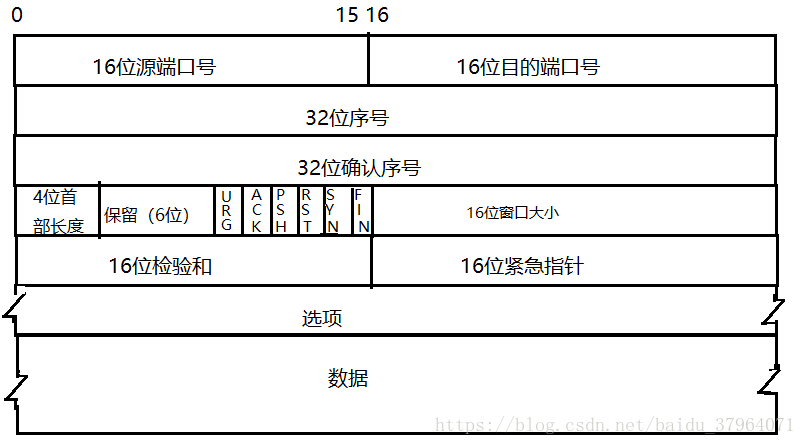 0 15 16
16位源端口号 16位目的端口号
32位序号
32位确认序号
4位首部长度 保留（6位） URG ACK PSH RST SYN FIN 16位窗口大小
16位检验和 16位紧急指针
选项
数据
https://blog.csdn.net/baidu_37964071